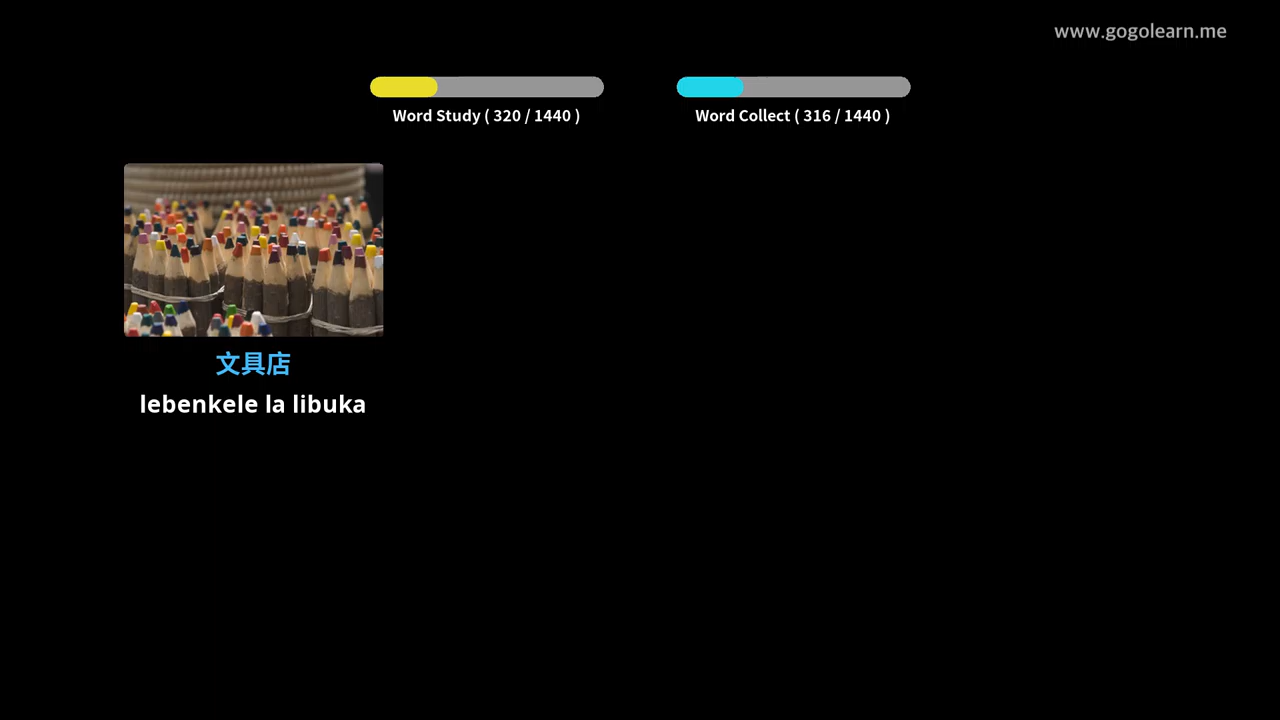 www.gogolearn.me
Word Study ( 320 / 1440 )
Word Collect ( 316 / 1440 )
文具店
lebenkele la libuka